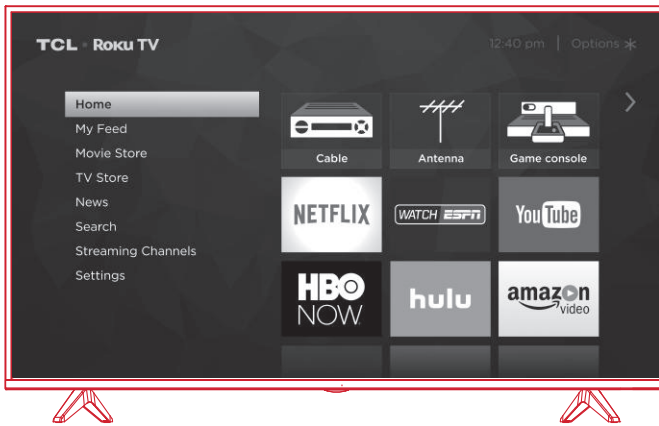 TCL · Roku TV
12:40 pm | Options
Home
My Feed
Movie Store
TV Store
News
Search
Streaming Channels
Settings
Cable
Antenna
Game console
NETFLIX
WATCH ESPN
YouTube
HBO
NOW
hulu
amazon
video